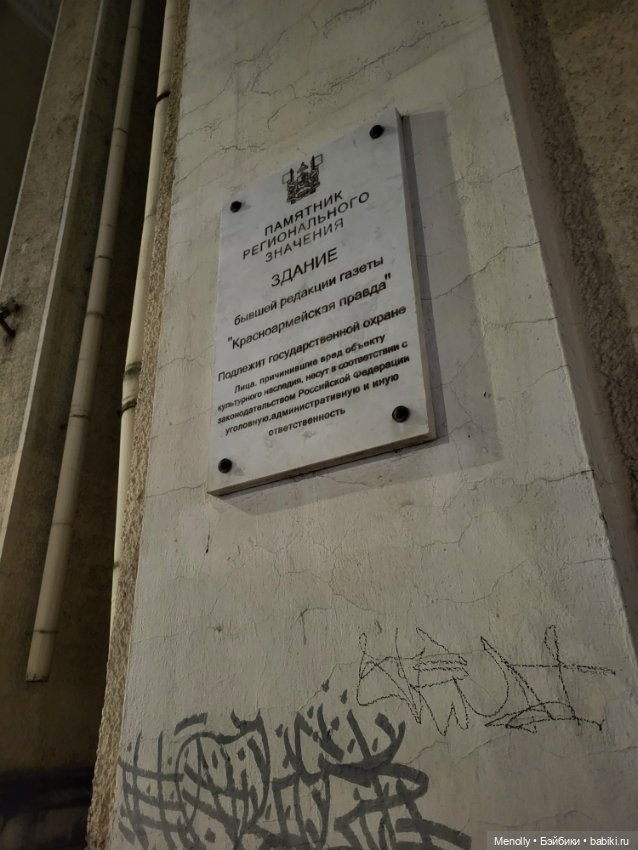 ПАМЯТНИК
РЕГИОНАЛЬНОГО
ЗНАЧЕНИЯ
ЗДАНИЕ
бывшей редакции газеты
"Красноармейская правда"
Подлежит государственной охране
Лица, причинившие вред объекту
культурного наследия, несут в соответствии с
законодательством Российской Федерации
уголовную,административную и иную
ответственность
Menolly • Бэйбики • babiki.ru